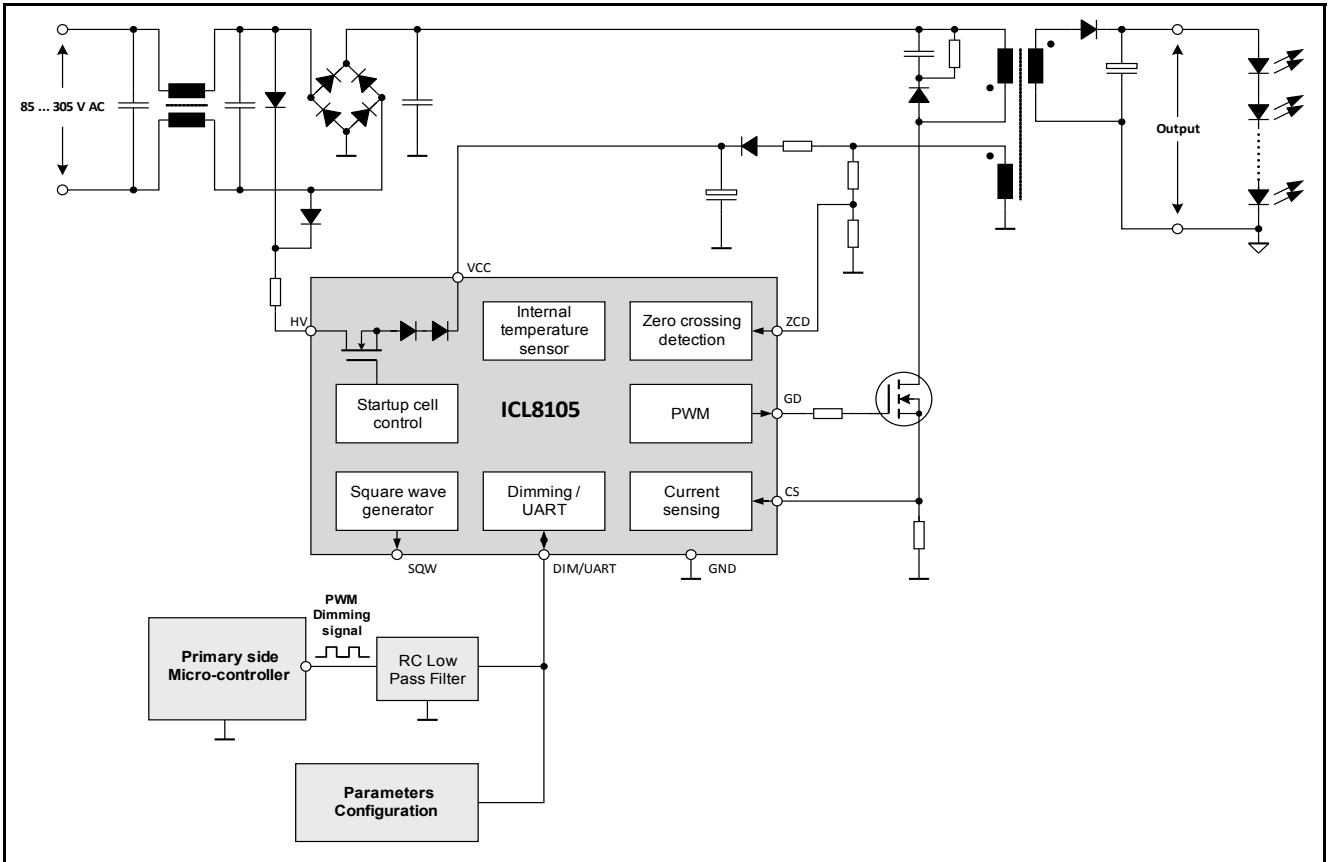 85 ... 305 V AC
Output
VCC
HV
Internal
temperature
sensor
Zero crossing
detection
ZCD
Startup cell
control
ICL8105
PWM
GD
Square wave
generator
Dimming /
UART
Current
sensing
CS
SQW
DIM/UART
GND
PWM
Dimming
signal
Primary side
Micro-controller
RC Low
Pass Filter
Parameters
Configuration